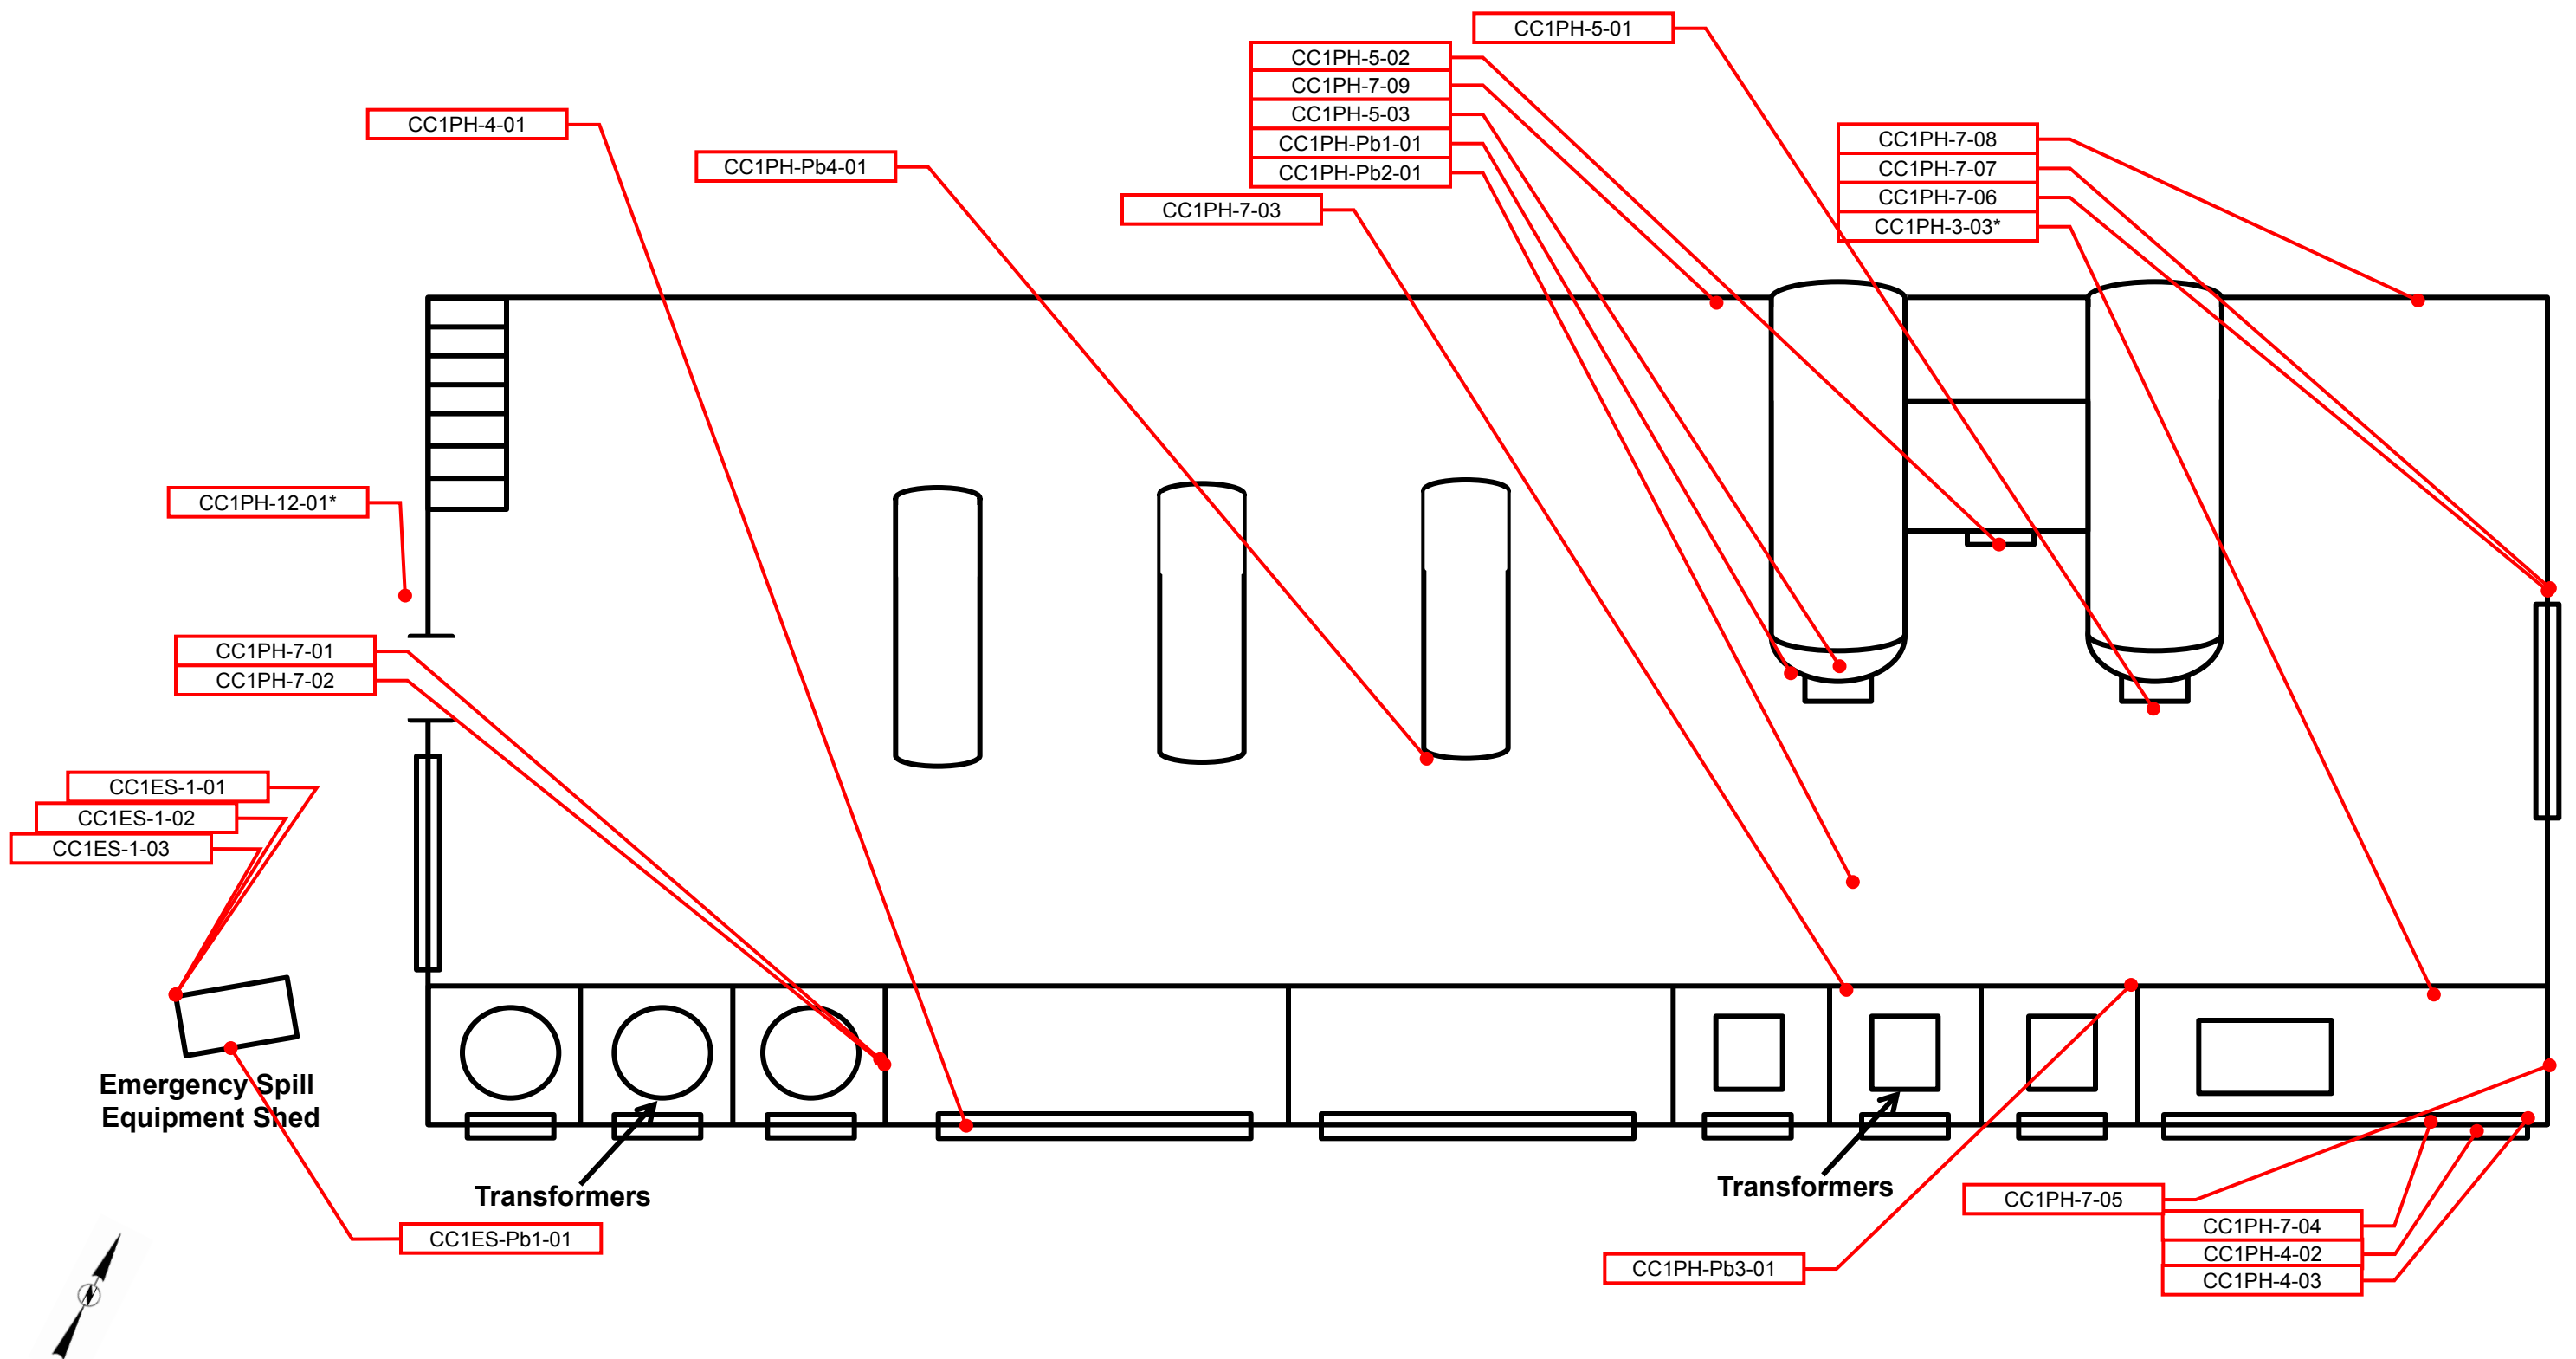 CC1PH-5-01
CC1PH-5-02
CC1PH-7-09
CC1PH-5-03
CC1PH-Pb1-01
CC1PH-Pb2-01
CC1PH-4-01
CC1PH-Pb4-01
CC1PH-7-03
CC1PH-7-08
CC1PH-7-07
CC1PH-7-06
CC1PH-3-03*
CC1PH-12-01*
CC1PH-7-01
CC1PH-7-02
CC1ES-1-01
CC1ES-1-02
CC1ES-1-03
Emergency Spill
Equipment Shed
Transformers
Transformers
CC1ES-Pb1-01
CC1PH-Pb3-01
CC1PH-7-05
CC1PH-7-04
CC1PH-4-02
CC1PH-4-03